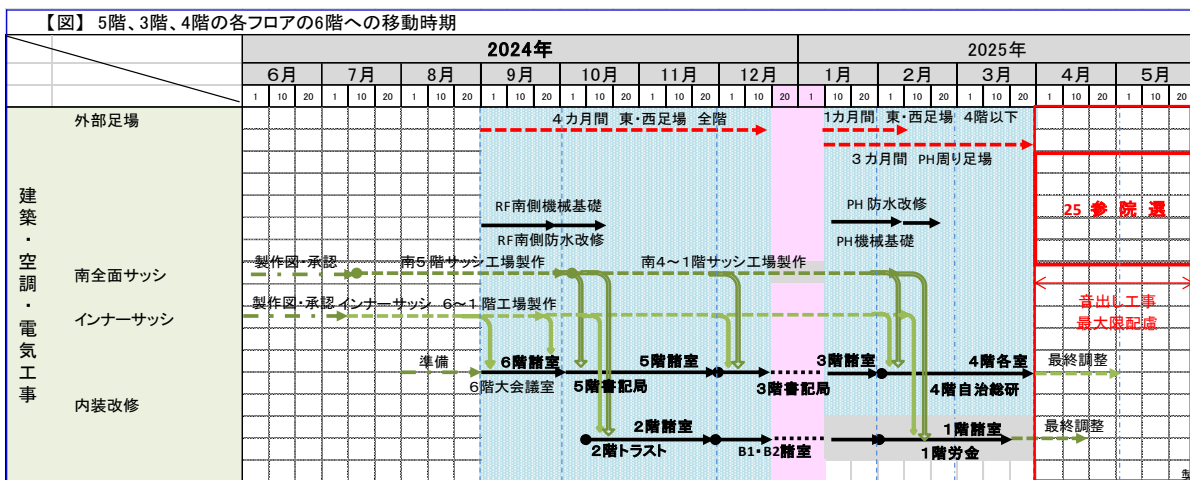 【図】 5階、3階、4階の各フロアの6階への移動時期
2024年 2025年
6月 7月 8月 9月 10月 11月 12月 1月 2月 3月 4月 5月
1 10 20 1 10 20 1 10 20 1 10 20 1 10 20 1 10 20 1 10 20 1 10 20 1 10 20 1 10 20 1 10 20 1 10 20
建築・空調・電気工事
外部足場
4カ月間 東・西足場 全階
1カ月間 東・西足場 4階以下
3カ月間 PH周り足場
RF南側機械基礎
PH防水改修
25 参 院 選
RF南側防水改修
PH機械基礎
南全面サッシ
製作図・承認
南5階サッシ工場製作
南4～1階サッシ工場製作
音出し工事
最大限配慮
インナーサッシ
製作図・承認
インナーサッシ 6～1階工場製作
準備
6階諸室
5階諸室
3階諸室
4階各室
最終調整
6階大会議室
5階書記局
3階書記局
4階自治総研
内装改修
2階諸室
1階諸室
最終調整
2階トラスト
B1・B2諸室
1階労金